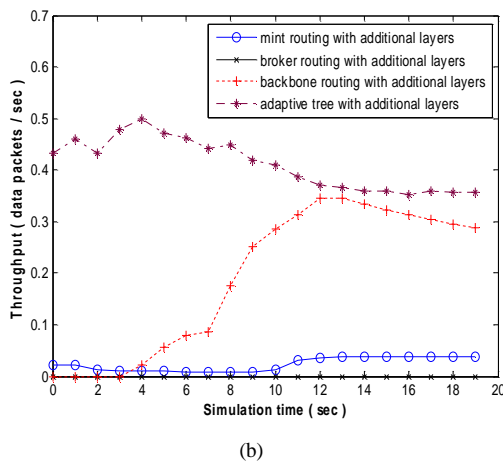 0.7
0.6
0.5
0.4
0.3
0.2
0.1
0
Throughput ( data packets / sec )
mint routing with additional layers
broker routing with additional layers
backbone routing with additional layers
adaptive tree with additional layers
0 2 4 6 8 10 12 14 16 18 20
Simulation time ( sec )
(b)